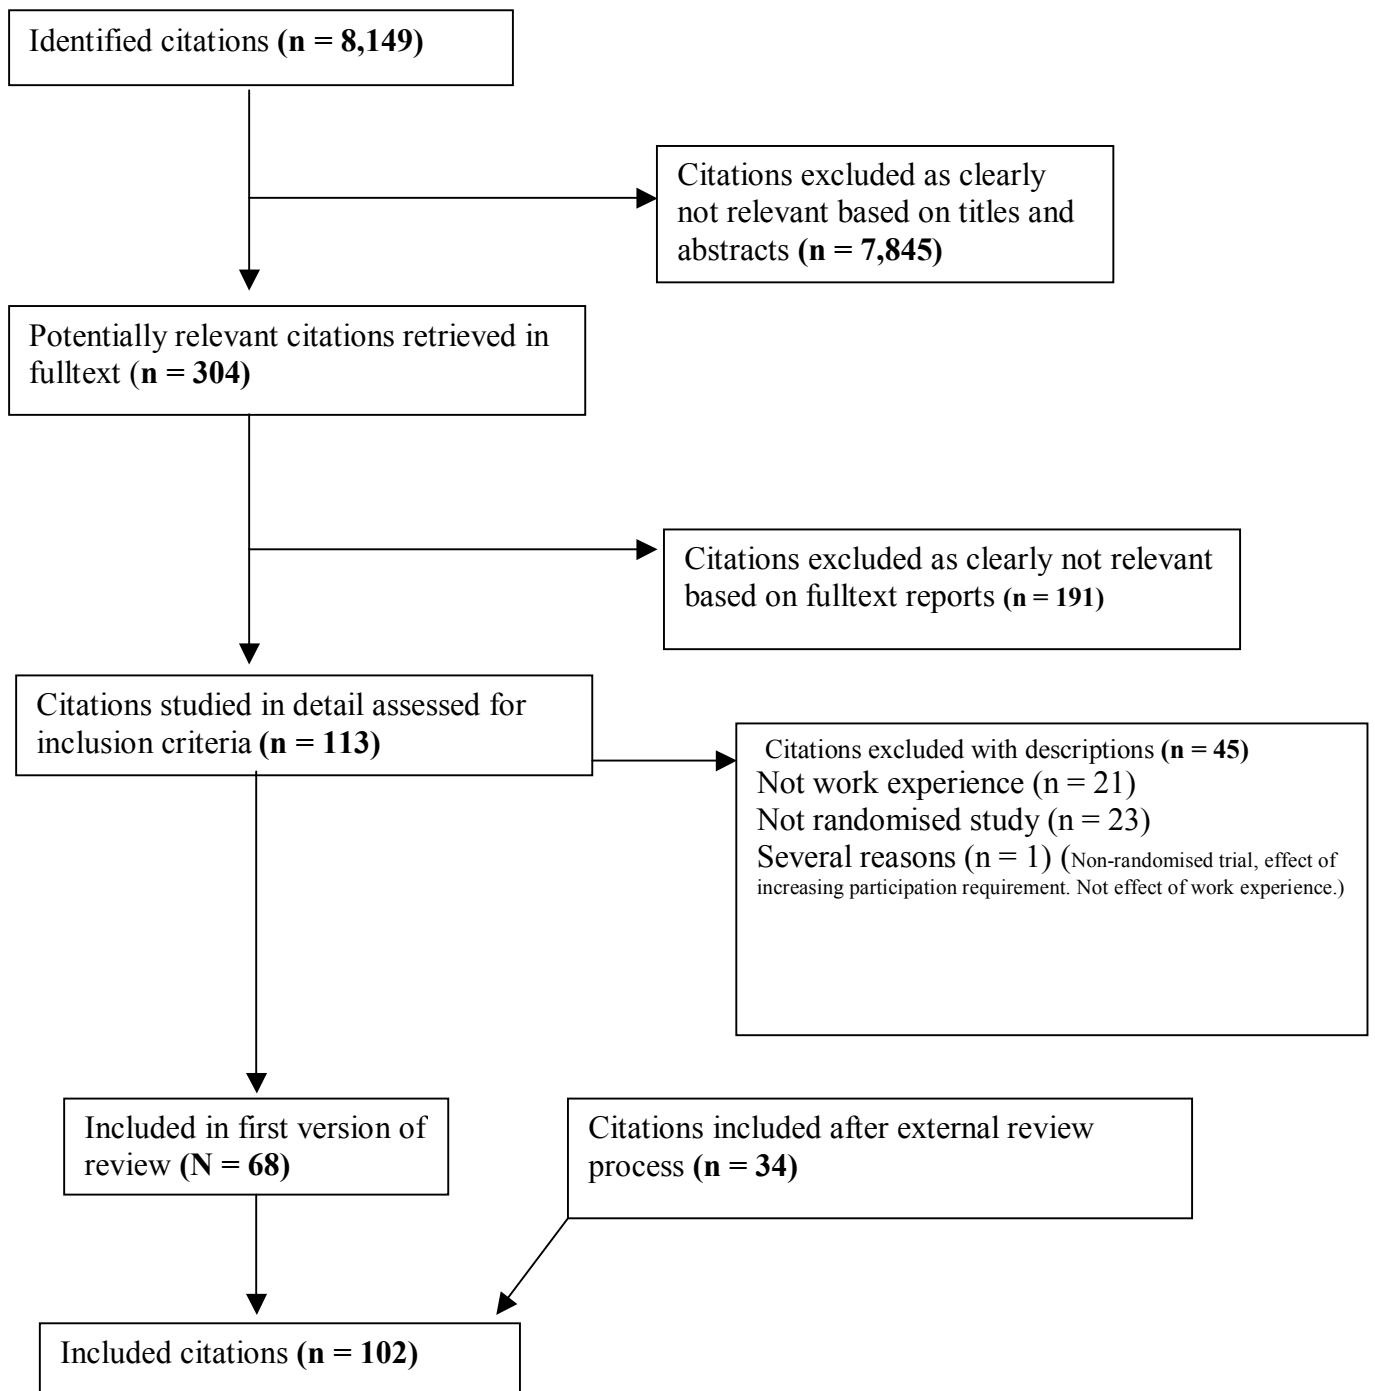 Identified citations (n = 8,149)
Citations excluded as clearly
not relevant based on titles and
abstracts (n = 7,845)
Potentially relevant citations retrieved in
fulltext (n = 304)
Citations excluded as clearly not relevant
based on fulltext reports (n = 191)
Citations studied in detail assessed for
inclusion criteria (n = 113)
Citations excluded with descriptions (n = 45)
Not work experience (n = 21)
Not randomised study (n = 23)
Several reasons (n = 1) (Non-randomised trial, effect of
increasing participation requirement. Not effect of work experience.)
Included in first version of
review (N = 68)
Citations included after external review
process (n = 34)
Included citations (n = 102)